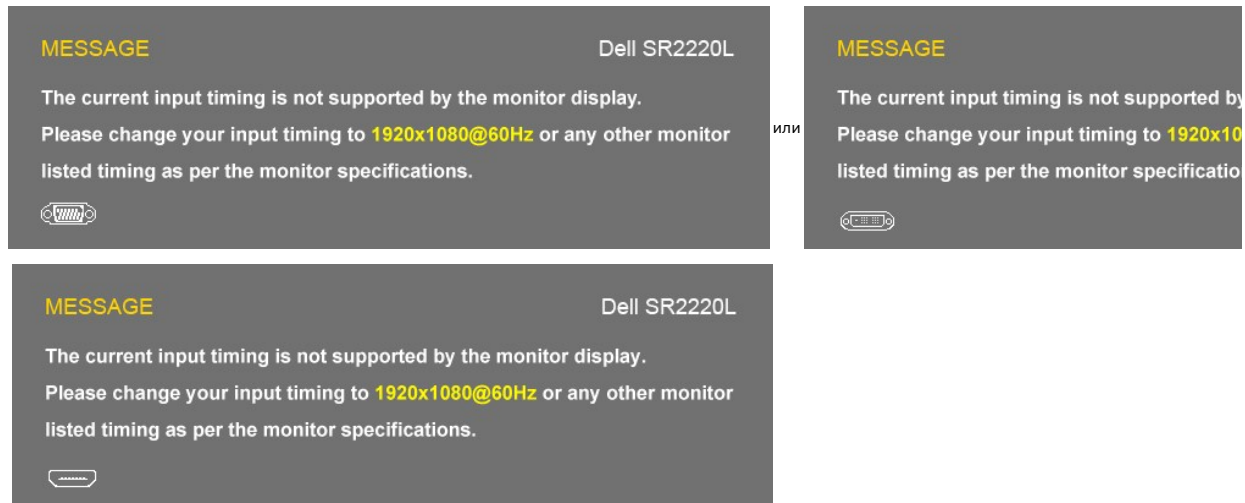 MESSAGE Dell SR2220L
The current input timing is not supported by the monitor display.
Please change your input timing to 1920x1080@60Hz or any other monitor
listed timing as per the monitor specifications.
или
MESSAGE
The current input timing is not supported by
Please change your input timing to
listed timing as per the monitor
MESSAGE Dell SR2220L
The current input timing is not supported by the monitor display.
Please change your input timing to 1920x1080@60Hz or any other monitor
listed timing as per the monitor specifications.